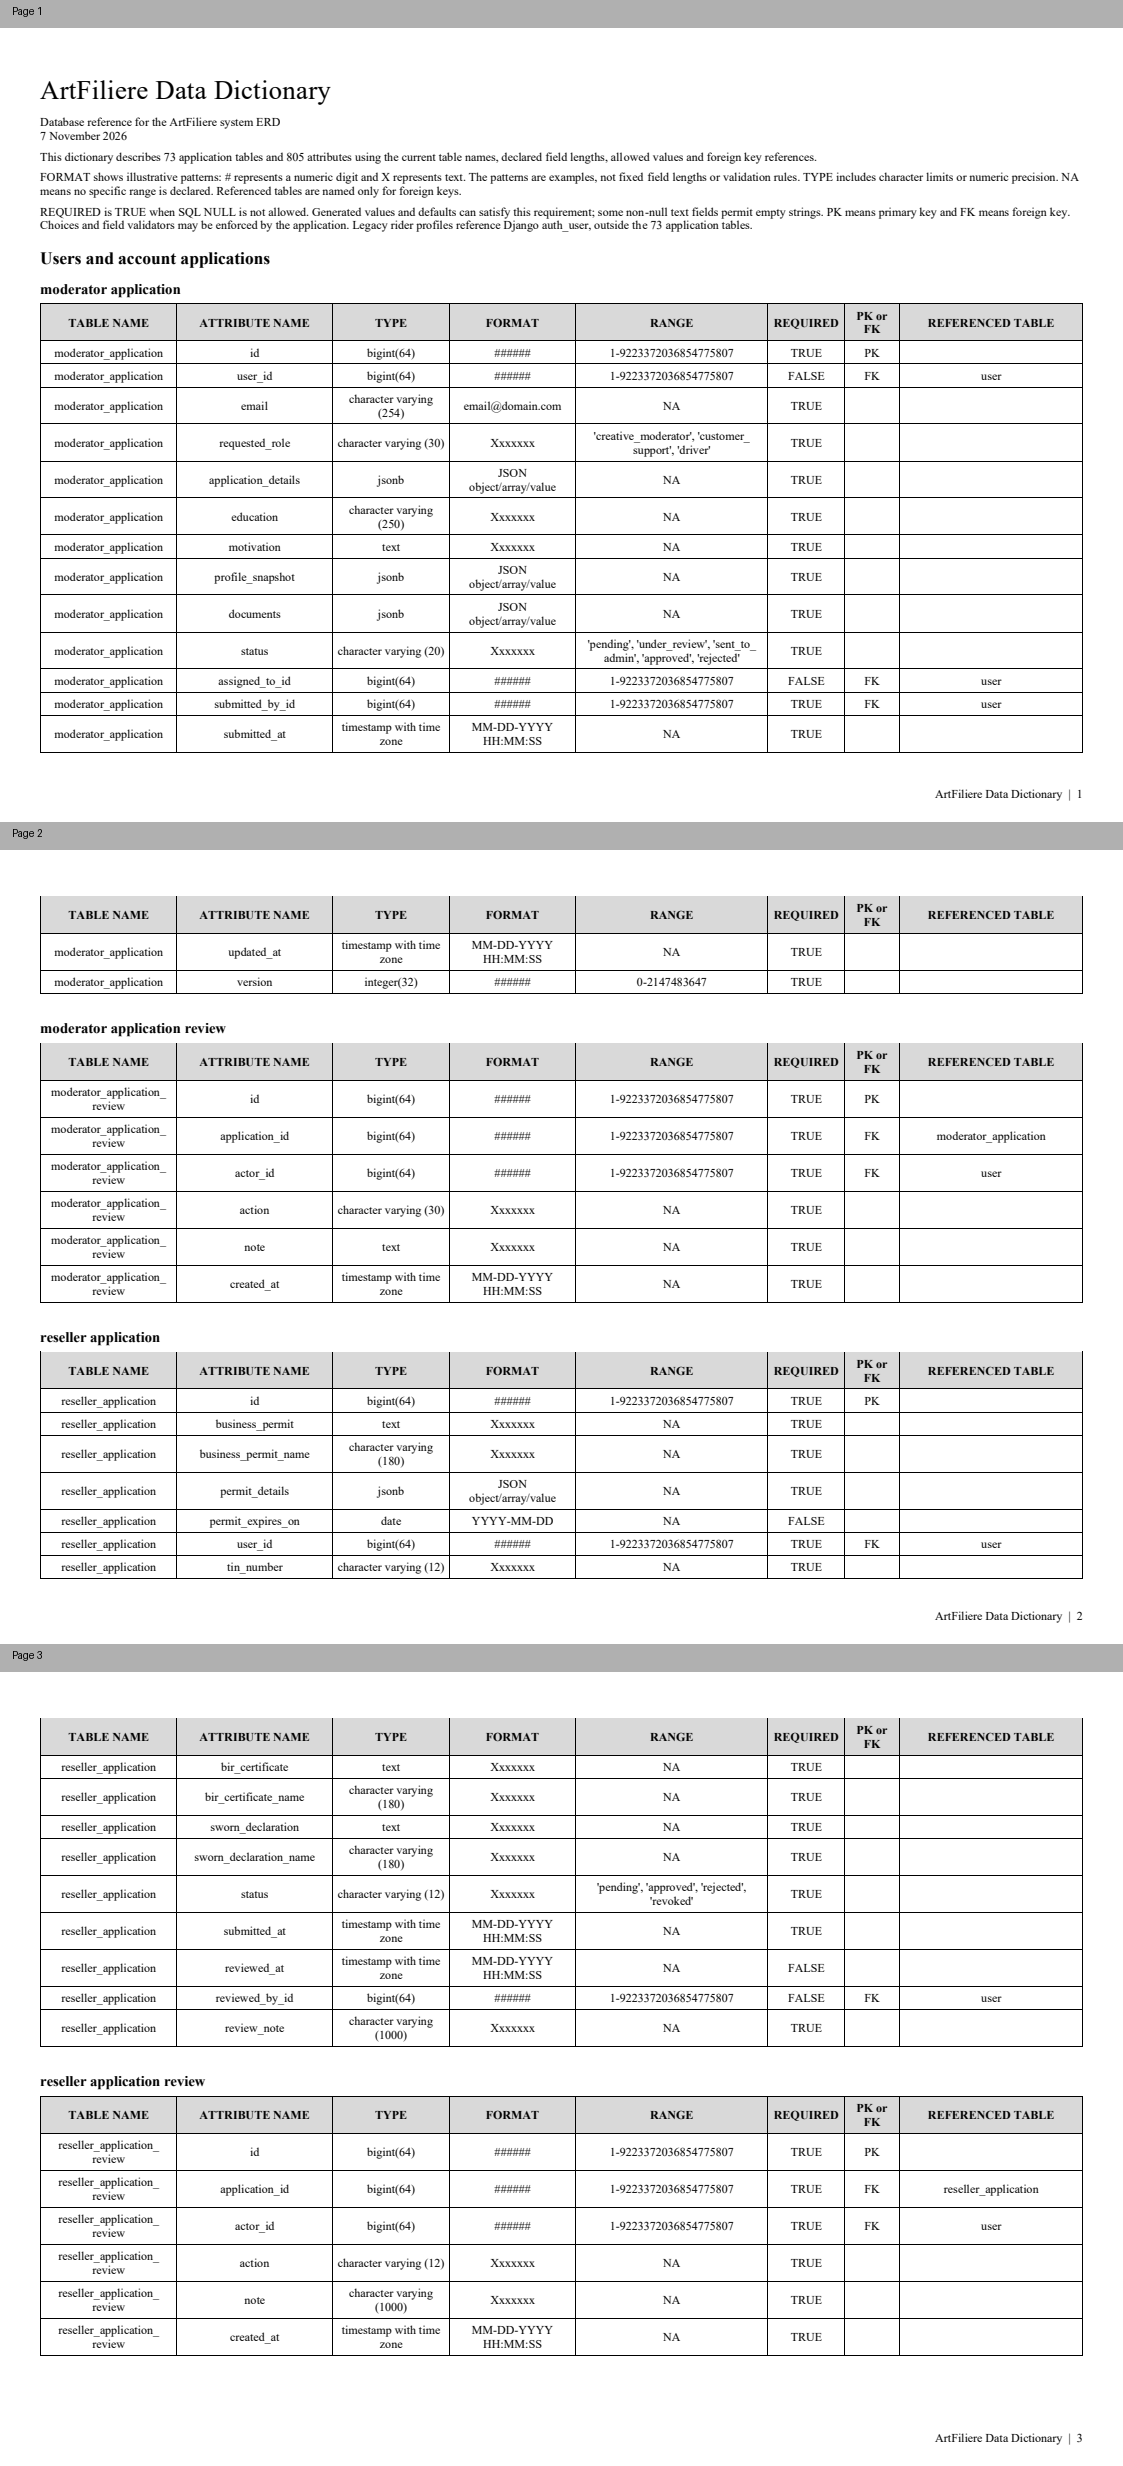 Page 1
ArtFiliere Data Dictionary
Database reference for the ArtFiliere system ERD
7 November 2026
This dictionary describes 73 application tables and 805 attributes using the current table names, declared field lengths, allowed values and foreign key references.
FORMAT shows illustrative patterns: # represents a numeric digit and X represents text. The patterns are examples, not fixed field lengths or validation rules. TYPE includes character limits or numeric precision. NA
means no specific range is declared. Referenced tables are named only for foreign keys.
REQUIRED is TRUE when SQL NULL is not allowed. Generated values and defaults can satisfy this requirement; some non-null text fields permit empty strings. PK means primary key and FK means foreign key.
Choices and field validators may be enforced by the application. Legacy rider profiles reference Django auth_user, outside the 73 application tables.
Users and account applications
moderator application
TABLE NAME ATTRIBUTE NAME TYPE FORMAT RANGE REQUIRED PK or FK REFERENCED TABLE
moderator_application id bigint(64) ###### 1-9223372036854775807 TRUE PK
moderator_application user_id bigint(64) ###### 1-9223372036854775807 FALSE FK user
moderator_application email character varying (254) email@domain.com NA TRUE
moderator_application requested_role character varying (30) Xxxxxxx 'creative_moderator', 'customer_support', 'driver' TRUE
moderator_application application_details jsonb JSON object/array/value NA TRUE
moderator_application education character varying (250) Xxxxxxx NA TRUE
moderator_application motivation text Xxxxxxx NA TRUE
moderator_application profile_snapshot jsonb JSON object/array/value NA TRUE
moderator_application documents jsonb JSON object/array/value NA TRUE
moderator_application status character varying (20) Xxxxxxx 'pending', 'under_review', 'sent_to_admin', 'approved', 'rejected' TRUE
moderator_application assigned_to_id bigint(64) ###### 1-9223372036854775807 FALSE FK user
moderator_application submitted_by_id bigint(64) ###### 1-9223372036854775807 TRUE FK user
moderator_application submitted_at timestamp with time zone MM-DD-YYYY HH:MM:SS NA TRUE
ArtFiliere Data Dictionary | 1
Page 2
TABLE NAME ATTRIBUTE NAME TYPE FORMAT RANGE REQUIRED PK or FK REFERENCED TABLE
moderator_application updated_at timestamp with time zone MM-DD-YYYY HH:MM:SS NA TRUE
moderator_application version integer(32) ###### 0-2147483647 TRUE
moderator application review
TABLE NAME ATTRIBUTE NAME TYPE FORMAT RANGE REQUIRED PK or FK REFERENCED TABLE
moderator_application_review id bigint(64) ###### 1-9223372036854775807 TRUE PK
moderator_application_review application_id bigint(64) ###### 1-9223372036854775807 TRUE FK moderator_application
moderator_application_review actor_id bigint(64) ###### 1-9223372036854775807 TRUE FK user
moderator_application_review action character varying (30) Xxxxxxx NA TRUE
moderator_application_review note text Xxxxxxx NA TRUE
moderator_application_review created_at timestamp with time zone MM-DD-YYYY HH:MM:SS NA TRUE
reseller application
TABLE NAME ATTRIBUTE NAME TYPE FORMAT RANGE REQUIRED PK or FK REFERENCED TABLE
reseller_application id bigint(64) ###### 1-9223372036854775807 TRUE PK
reseller_application business_permit text Xxxxxxx NA TRUE
reseller_application business_permit_name character varying (180) Xxxxxxx NA TRUE
reseller_application permit_details jsonb JSON object/array/value NA TRUE
reseller_application permit_expires_on date YYYY-MM-DD NA FALSE
reseller_application user_id bigint(64) ###### 1-9223372036854775807 TRUE FK user
reseller_application tin_number character varying (12) Xxxxxxx NA TRUE
ArtFiliere Data Dictionary | 2
Page 3
TABLE NAME ATTRIBUTE NAME TYPE FORMAT RANGE REQUIRED PK or FK REFERENCED TABLE
reseller_application bir_certificate text Xxxxxxx NA TRUE
reseller_application bir_certificate_name character varying (180) Xxxxxxx NA TRUE
reseller_application sworn_declaration text Xxxxxxx NA TRUE
reseller_application sworn_declaration_name character varying (180) Xxxxxxx NA TRUE
reseller_application status character varying (12) Xxxxxxx 'pending', 'approved', 'rejected', 'revoked' TRUE
reseller_application submitted_at timestamp with time zone MM-DD-YYYY HH:MM:SS NA TRUE
reseller_application reviewed_at timestamp with time zone MM-DD-YYYY HH:MM:SS NA FALSE
reseller_application reviewed_by_id bigint(64) ###### 1-9223372036854775807 FALSE FK user
reseller_application review_note character varying (1000) Xxxxxxx NA TRUE
reseller application review
TABLE NAME ATTRIBUTE NAME TYPE FORMAT RANGE REQUIRED PK or FK REFERENCED TABLE
reseller_application_review id bigint(64) ###### 1-9223372036854775807 TRUE PK
reseller_application_review application_id bigint(64) ###### 1-9223372036854775807 TRUE FK reseller_application
reseller_application_review actor_id bigint(64) ###### 1-9223372036854775807 TRUE FK user
reseller_application_review action character varying (12) Xxxxxxx NA TRUE
reseller_application_review note character varying (1000) Xxxxxxx NA TRUE
reseller_application_review created_at timestamp with time zone MM-DD-YYYY HH:MM:SS NA TRUE
ArtFiliere Data Dictionary | 3